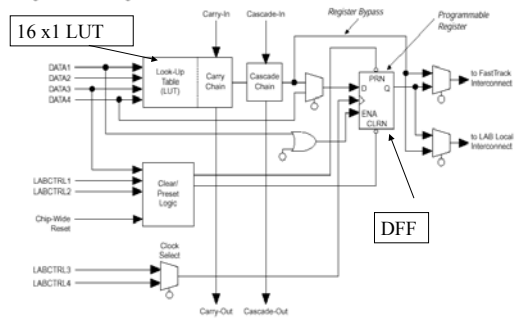 Carry-In
Cascade-In
Register Bypass
Programmable
Register
16 x1 LUT
DATA1
DATA2
DATA3
DATA4
Look-Up
Table
(LUT)
Carry
Chain
Cascade
Chain
PRN
D
Q
ENA
CLRN
to FastTrack
Interconnect
to LAB Local
Interconnect
LABCTRL1
LABCTRL2
Clear/
Preset
Logic
DFF
Chip-Wide
Reset
Clock
Select
LABCTRL3
LABCTRL4
Carry-Out
Cascade-Out